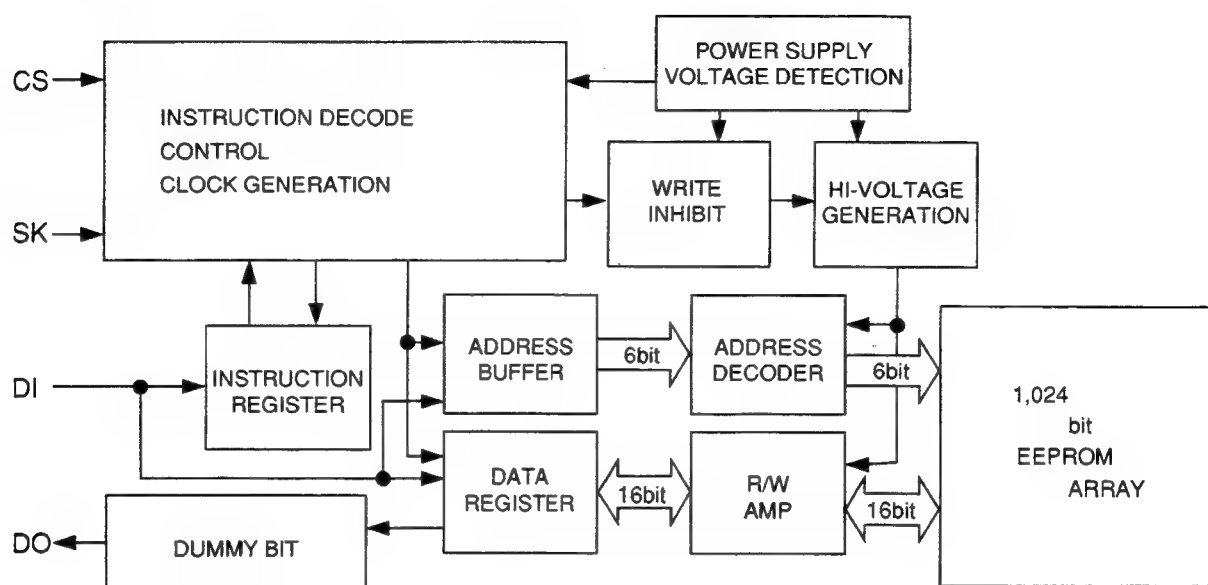 POWER SUPPLY
VOLTAGE DETECTION
CS
INSTRUCTION DECODE
CONTROL
CLOCK GENERATION
SK
WRITE
INHIBIT
HI-VOLTAGE
GENERATION
DI
INSTRUCTION
REGISTER
ADDRESS
BUFFER
6bit
ADDRESS
DECODER
6bit
1,024
bit
EEPROM
ARRAY
DATA
REGISTER
16bit
R/W
AMP
16bit
DO
DUMMY BIT